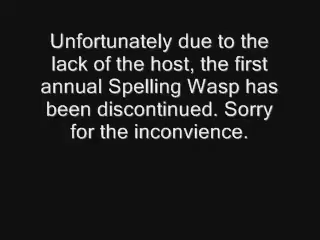 Unfortunately due to the
lack of the host, the first
annual Spelling Wasp has
been discontinued. Sorry
for the inconvience.